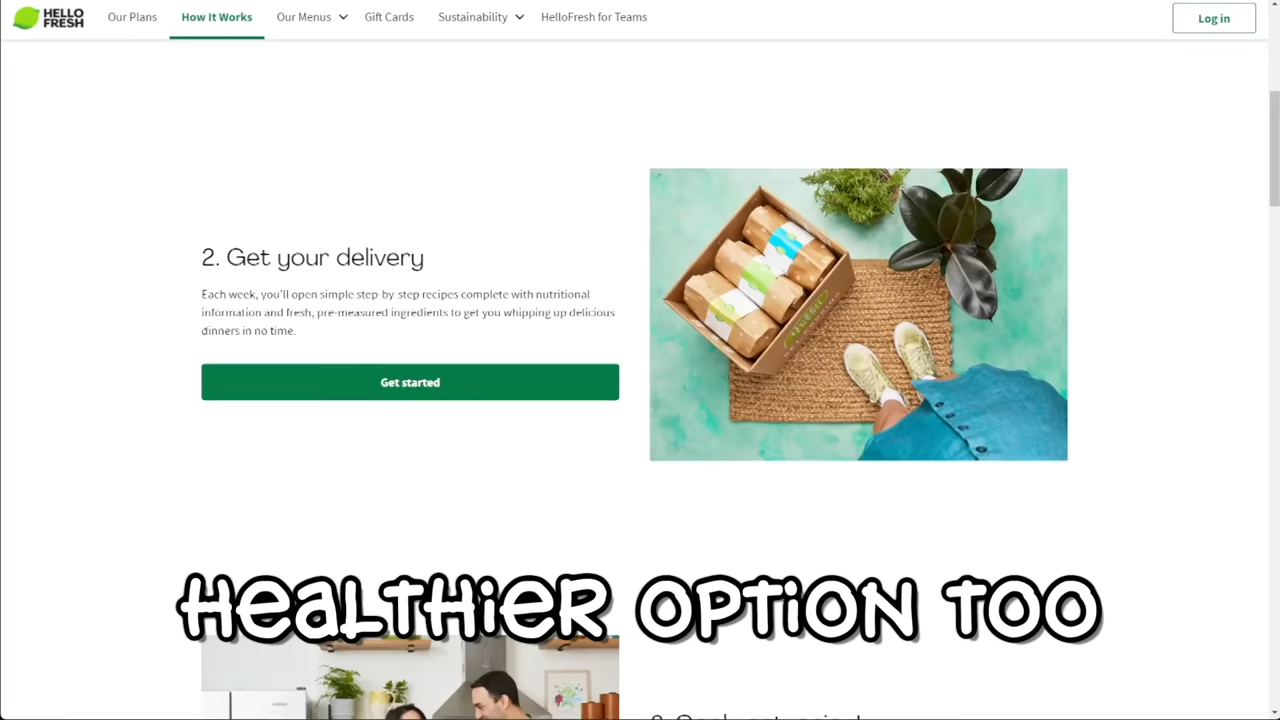 HELLO
FRESH
Our Plans
How It Works
Our Menus
Gift Cards
Sustainability
HelloFresh for Teams
Log in
2. Get your delivery
Each week, you'll open simple step-by-step recipes complete with nutritional
information and fresh, pre-measured ingredients to get you whipping up delicious
dinners in no time.
Get started
HEALTHIER OPTION TOO